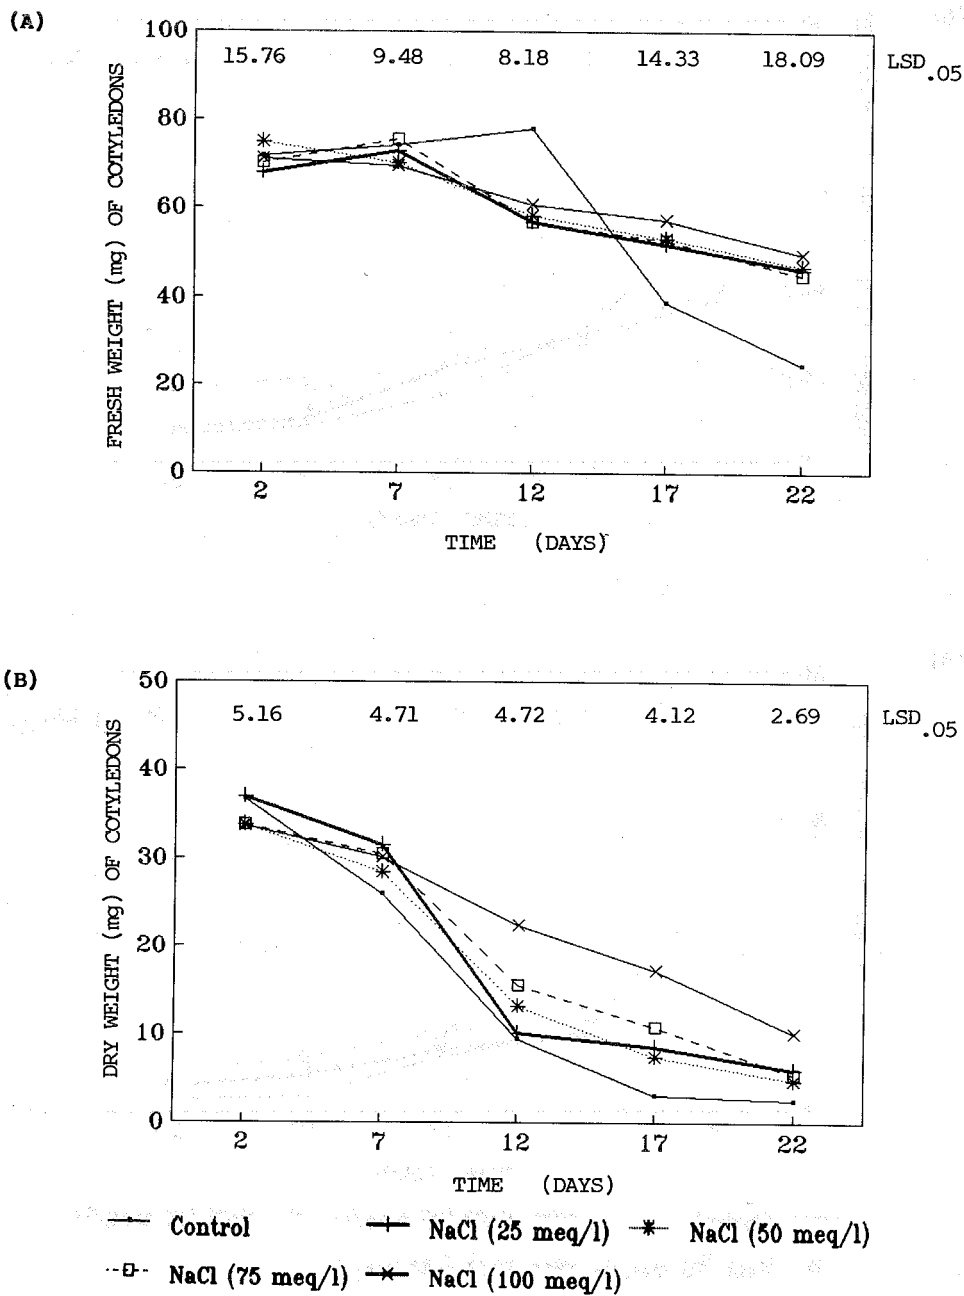 (A)
100
15.76 9.48 8.18 14.33 18.09 LSD.05
80
60
40
20
0
FRESH WEIGHT (mg) OF COTYLEDONS
2 7 12 17 22
TIME (DAYS)
(B)
50
5.16 4.71 4.72 4.12 2.69 LSD.05
40
30
20
10
0
DRY WEIGHT (mg) OF COTYLEDONS
2 7 12 17 22
TIME (DAYS)
Control NaCl (25 meq/l) NaCl (50 meq/l)
NaCl (75 meq/l) NaCl (100 meq/l)